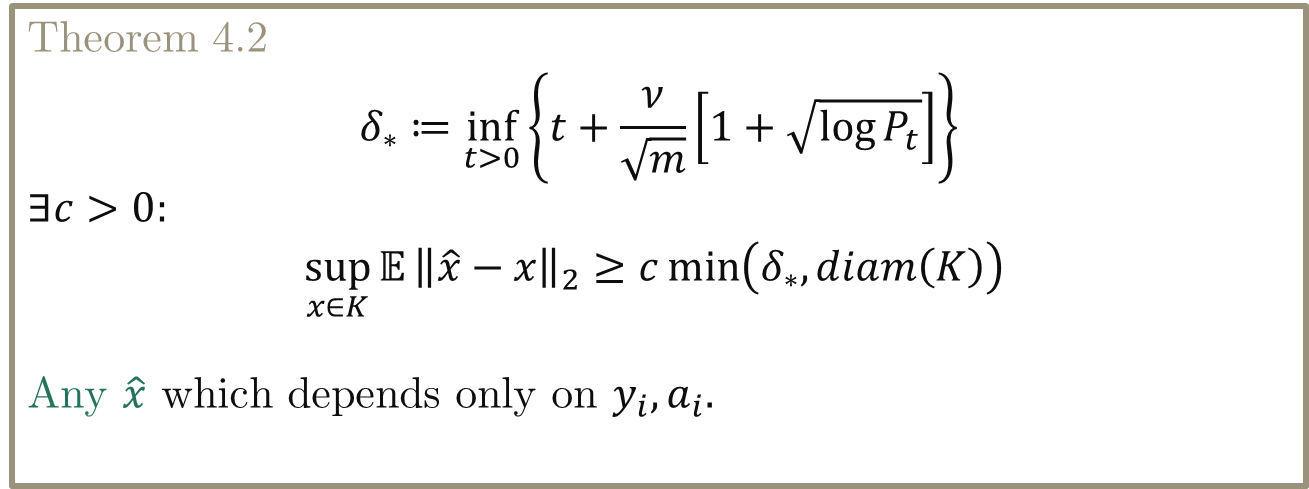 Theorem 4.2
δ_* ≔ inf_{t>0} { t + ν/√m [ 1 + √(log P_t) ] }
∃c > 0:
sup_{x∈K} 𝔼 ‖x̂ − x‖_2 ≥ c min(δ_*, diam(K))
Any x̂ which depends only on y_i, a_i.